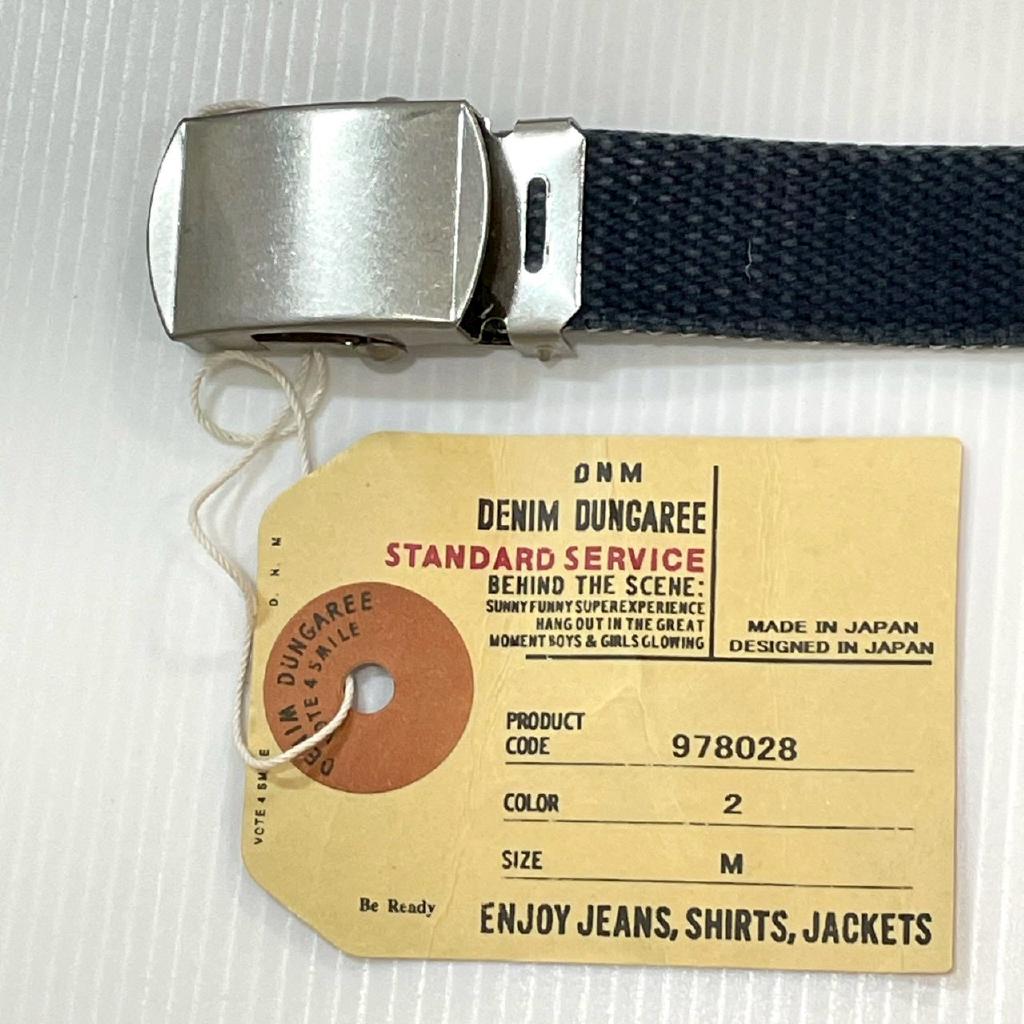 DNM
DENIM DUNGAREE
STANDARD SERVICE
BEHIND THE SCENE:
SUNNY FUNNY SUPEREXPERIENCE
HANG OUT IN THE GREAT
MOMENT BOYS & GIRLS GLOWING
MADE IN JAPAN
DESIGNED IN JAPAN
D. N. M
DENIM DUNGAREE
VOTE 4 SMILE
VOTE 4 SMILE
PRODUCT
CODE 978028
COLOR 2
SIZE M
Be Ready
ENJOY JEANS, SHIRTS, JACKETS